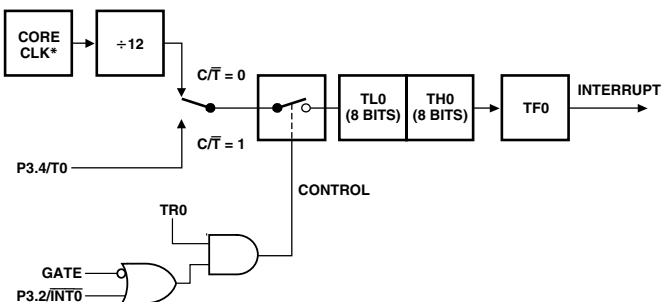 CORE
CLK*
÷12
C/T̅ = 0
TL0
(8 BITS)
TH0
(8 BITS)
TF0
INTERRUPT
C/T̅ = 1
P3.4/T0
CONTROL
TR0
GATE
P3.2/I̅N̅T̅0̅